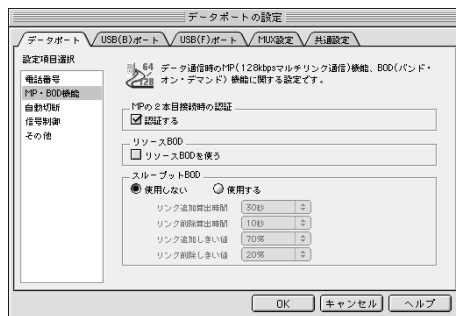 データポートの設定
データポート USB(B)ポート USB(F)ポート MUX設定 共通設定
設定項目選択
電話番号
MP・BOD機能
自動切断
信号制御
その他
64
128
データ通信時のMP(128kbpsマルチリンク通信)機能、BOD(バンド・
オン・デマンド)機能に関する設定です。
MPの2本目接続時の認証
認証する
リソースBOD
リソースBODを使う
スループットBOD
使用しない 使用する
リンク追加算出時間 30秒
リンク削除算出時間 10秒
リンク追加しきい値 70%
リンク削除しきい値 20%
OK キャンセル ヘルプ